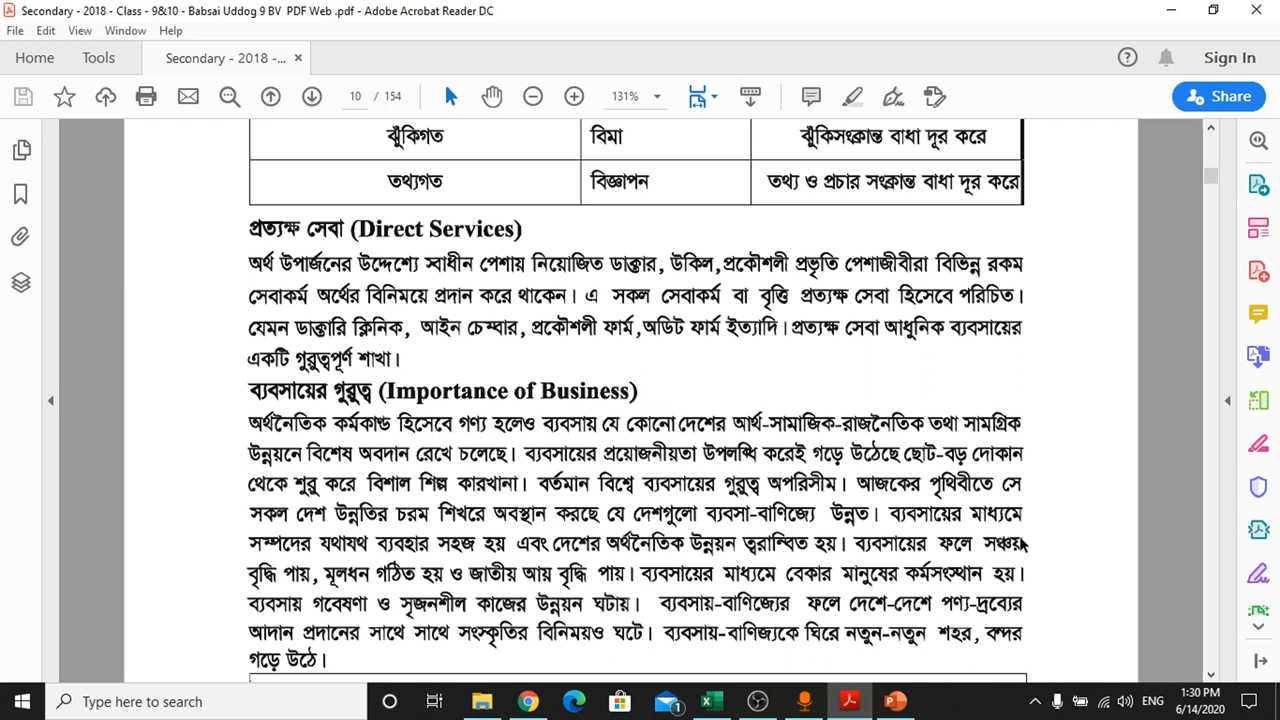 Secondary - 2018 - Class - 9&10 - Babsai Uddog 9 BV PDF Web .pdf - Adobe Acrobat Reader DC
File Edit View Window Help
Home Tools Secondary - 2018 -... × Sign In
10 / 154 131% Share
ঝুঁকিগত বিমা ঝুঁকিসংক্রান্ত বাধা দূর করে
তথ্যগত বিজ্ঞাপন তথ্য ও প্রচার সংক্রান্ত বাধা দূর করে
প্রত্যক্ষ সেবা (Direct Services)
অর্থ উপার্জনের উদ্দেশ্যে স্বাধীন পেশায় নিয়োজিত ডাক্তার, উকিল,প্রকৌশলী প্রভৃতি পেশাজীবীরা বিভিন্ন রকম
সেবাকর্ম অর্থের বিনিময়ে প্রদান করে থাকেন। এ সকল সেবাকর্ম বা বৃত্তি প্রত্যক্ষ সেবা হিসেবে পরিচিত।
যেমন ডাক্তারি ক্লিনিক, আইন চেম্বার, প্রকৌশলী ফার্ম,অডিট ফার্ম ইত্যাদি। প্রত্যক্ষ সেবা আধুনিক ব্যবসায়ের
একটি গুরুত্বপূর্ণ শাখা।
ব্যবসায়ের গুরুত্ব (Importance of Business)
অর্থনৈতিক কর্মকান্ড হিসেবে গণ্য হলেও ব্যবসায় যে কোনো দেশের আর্থ-সামাজিক-রাজনৈতিক তথা সামগ্রিক
উন্নয়নে বিশেষ অবদান রেখে চলেছে। ব্যবসায়ের প্রয়োজনীয়তা উপলব্ধি করেই গড়ে উঠেছে ছোট-বড় দোকান
থেকে শুরু করে বিশাল শিল্প কারখানা। বর্তমান বিশ্বে ব্যবসায়ের গুরুত্ব অপরিসীম। আজকের পৃথিবীতে সে
সকল দেশ উন্নতির চরম শিখরে অবস্থান করছে যে দেশগুলো ব্যবসা-বাণিজ্যে উন্নত। ব্যবসায়ের মাধ্যমে
সম্পদের যথাযথ ব্যবহার সহজ হয় এবং দেশের অর্থনৈতিক উন্নয়ন ত্বরান্বিত হয়। ব্যবসায়ের ফলে সঞ্চয়
বৃদ্ধি পায়, মূলধন গঠিত হয় ও জাতীয় আয় বৃদ্ধি পায়। ব্যবসায়ের মাধ্যমে বেকার মানুষের কর্মসংস্থান হয়।
ব্যবসায় গবেষণা ও সৃজনশীল কাজের উন্নয়ন ঘটায়। ব্যবসায়-বাণিজ্যের ফলে দেশে-দেশে পণ্য-দ্রব্যের
আদান প্রদানের সাথে সাথে সংস্কৃতির বিনিময়ও ঘটে। ব্যবসায়-বাণিজ্যকে ঘিরে নতুন-নতুন শহর, বন্দর
গড়ে উঠে।
Type here to search 1 ENG 1:30 PM
6/14/2020